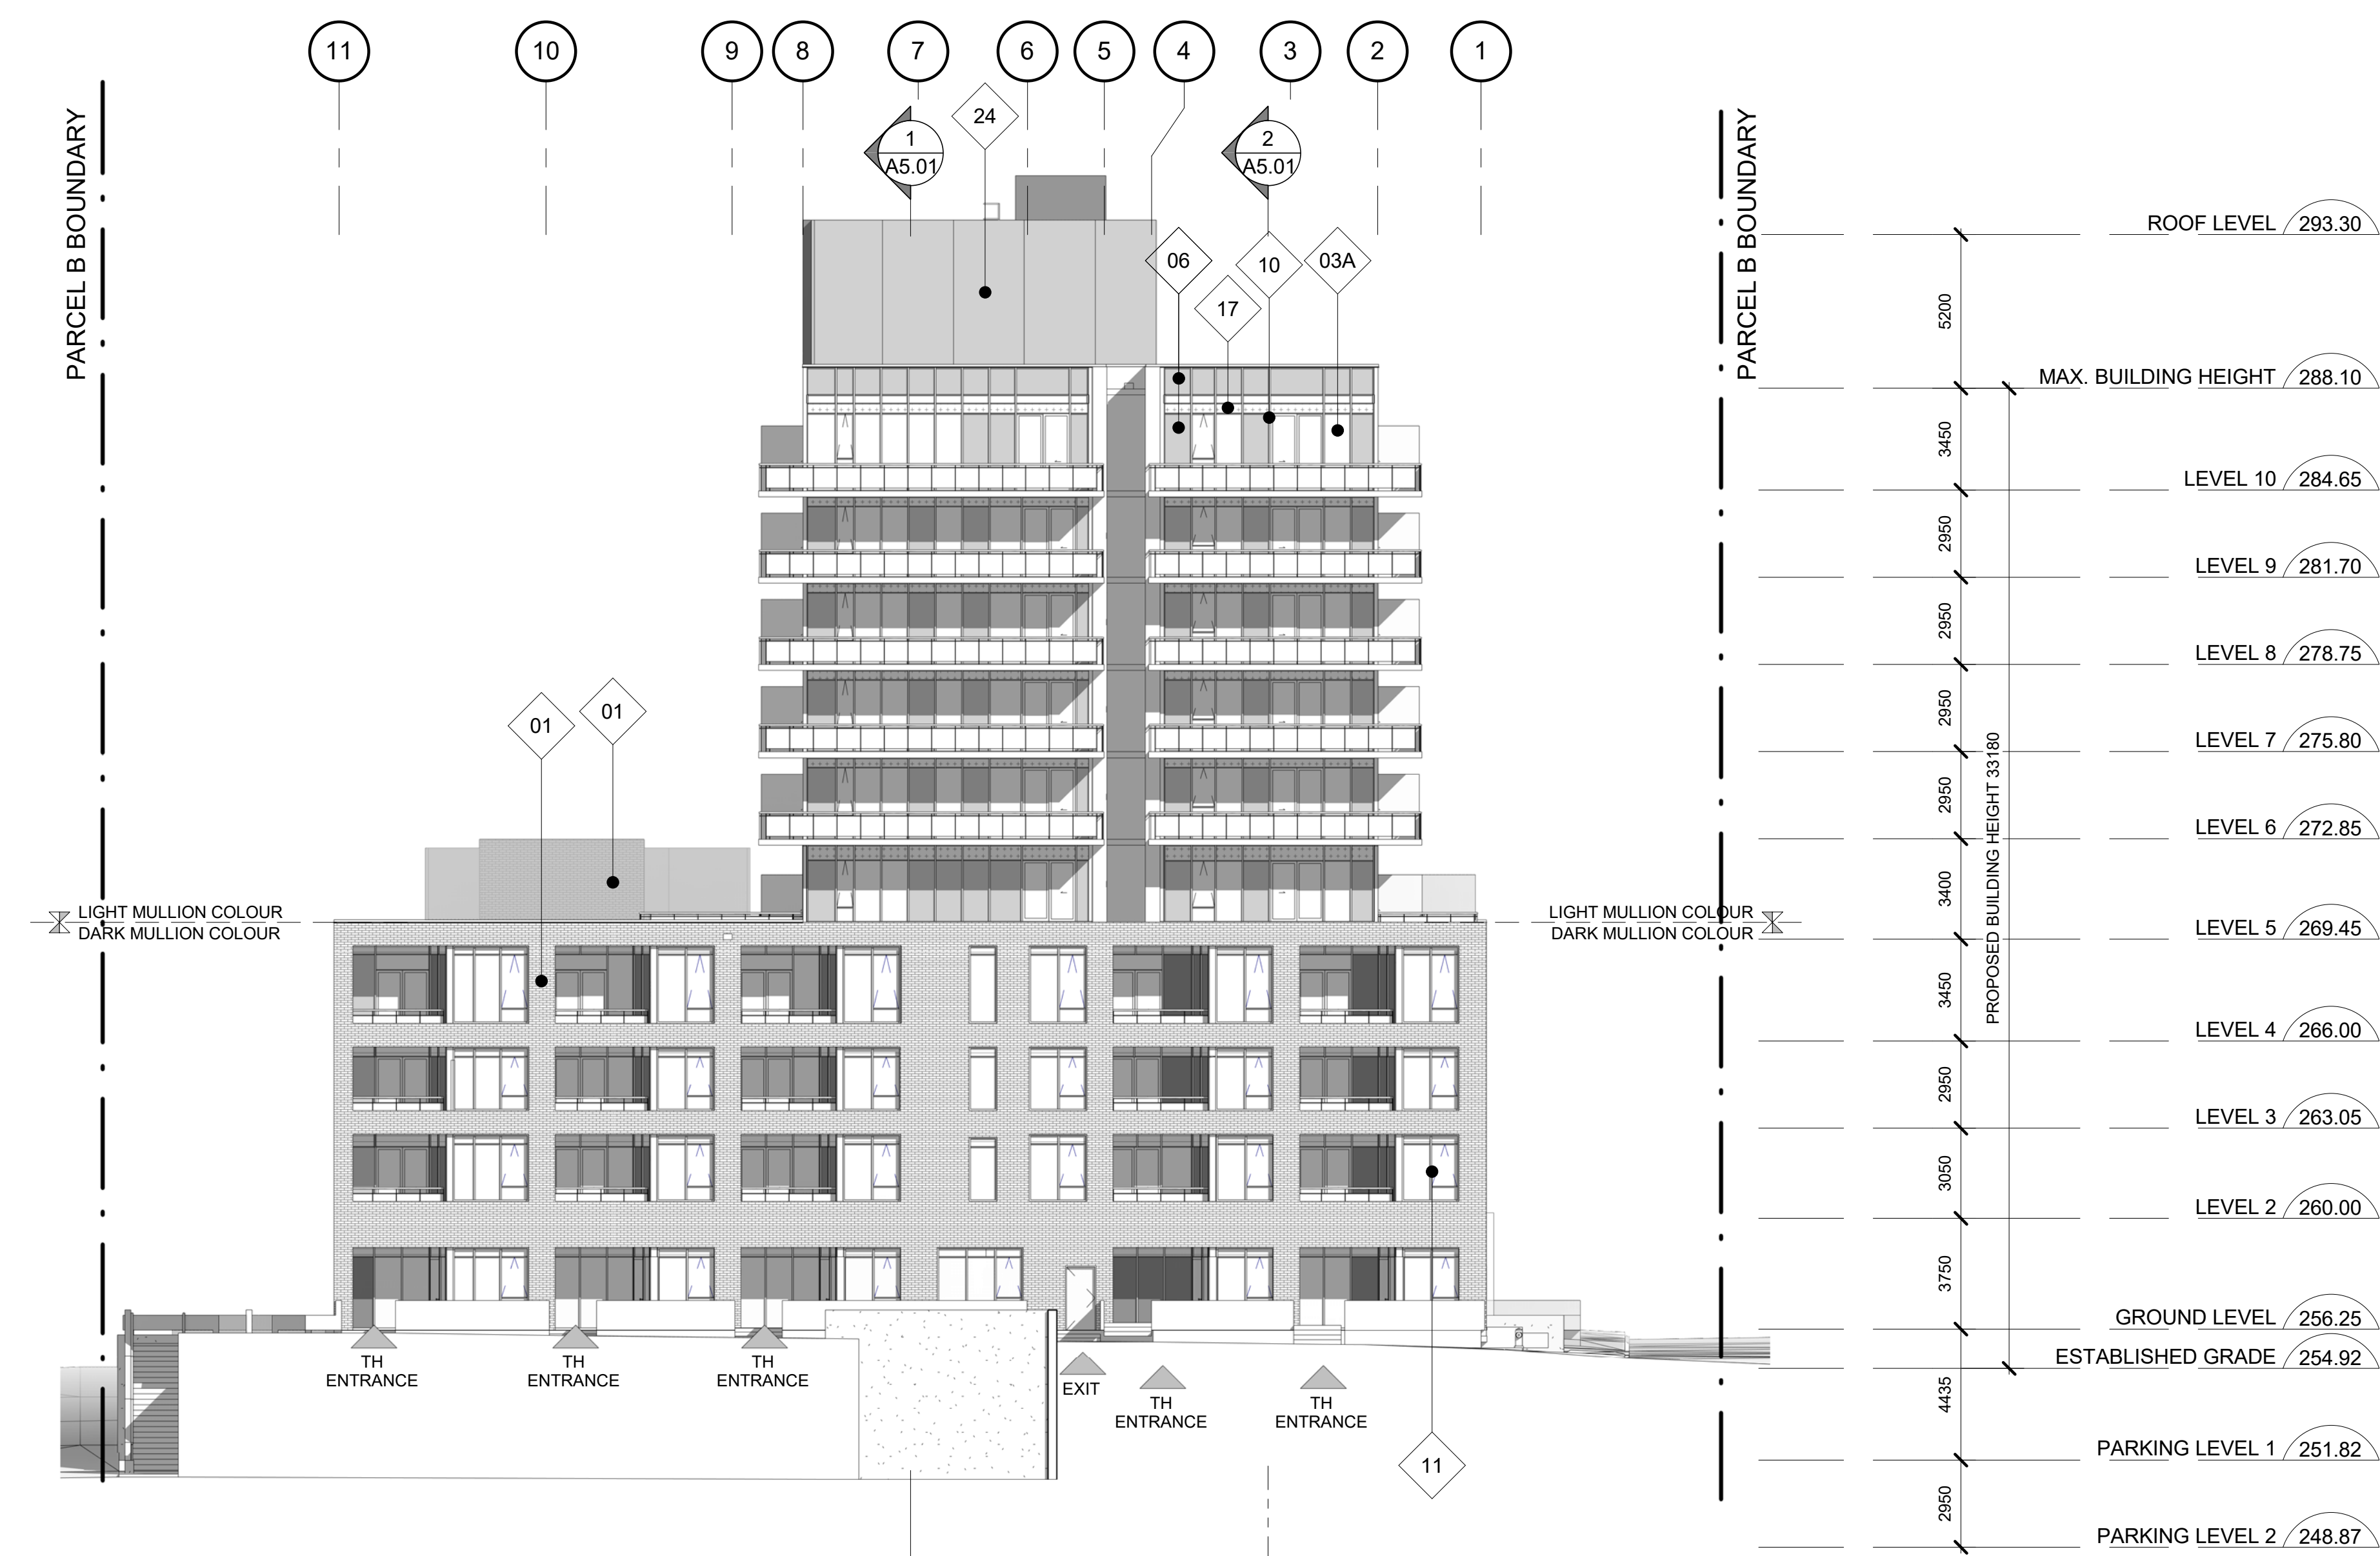 11
10
9
8
7
6
5
4
3
2
1
PARCEL B BOUNDARY
PARCEL B BOUNDARY
24
1
A5.01
2
A5.01
06
10
03A
17
01
01
ROOF LEVEL 293.30
5200
MAX. BUILDING HEIGHT 288.10
3450
LEVEL 10 284.65
2950
LEVEL 9 281.70
2950
LEVEL 8 278.75
2950
LEVEL 7 275.80
2950
LEVEL 6 272.85
3400
LEVEL 5 269.45
3450
LEVEL 4 266.00
2950
LEVEL 3 263.05
3050
LEVEL 2 260.00
3750
GROUND LEVEL 256.25
ESTABLISHED GRADE 254.92
4435
PARKING LEVEL 1 251.82
2950
PARKING LEVEL 2 248.87
PROPOSED BUILDING HEIGHT 33180
LIGHT MULLION COLOUR
DARK MULLION COLOUR
LIGHT MULLION COLOUR
DARK MULLION COLOUR
TH
ENTRANCE
TH
ENTRANCE
TH
ENTRANCE
EXIT
TH
ENTRANCE
TH
ENTRANCE
11